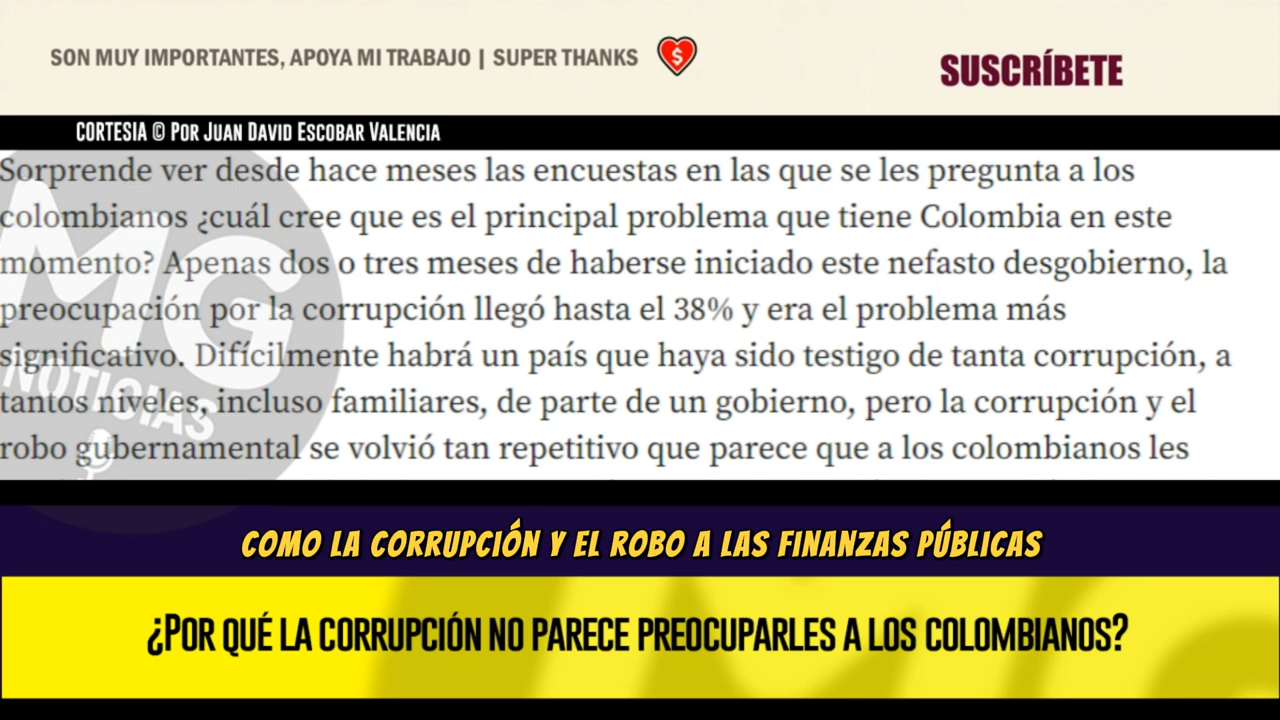 SON MUY IMPORTANTES, APOYA MI TRABAJO | SUPER THANKS
$
SUSCRÍBETE
CORTESIA © POR JUAN DAVID ESCOBAR VALENCIA
Sorprende ver desde hace meses las encuestas en las que se les pregunta a los
colombianos ¿cuál cree que es el principal problema que tiene Colombia en este
momento? Apenas dos o tres meses de haberse iniciado este nefasto desgobierno, la
preocupación por la corrupción llegó hasta el 38% y era el problema más
significativo. Difícilmente habrá un país que haya sido testigo de tanta corrupción, a
tantos niveles, incluso familiares, de parte de un gobierno, pero la corrupción y el
robo gubernamental se volvió tan repetitivo que parece que a los colombianos les
MG
NOTICIAS
COMO LA CORRUPCIÓN Y EL ROBO A LAS FINANZAS PÚBLICAS
¿POR QUÉ LA CORRUPCIÓN NO PARECE PREOCUPARLES A LOS COLOMBIANOS?